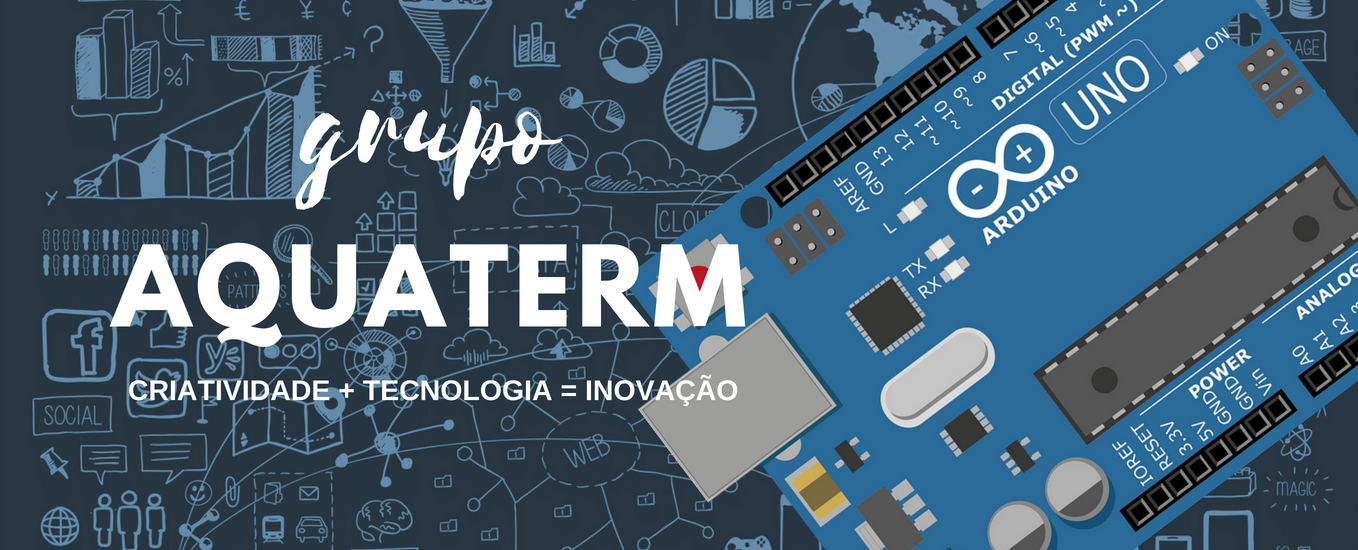 grupo
AQUATERM
CRIATIVIDADE + TECNOLOGIA = INOVAÇÃO
CLOUD
PATTERNS
SOCIAL
WEB
MAGIC
%
?
€
¥
¢
y
x
DIGITAL (PWM ~)
UNO
ON
ARDUINO
AREF
GND
13
12
~11
~10
~9
8
7
~6
~5
4
L
TX
RX
POWER
IOREF
RESET
3.3V
5V
GND
GND
Vin
ANALOG
A0
A1
A2